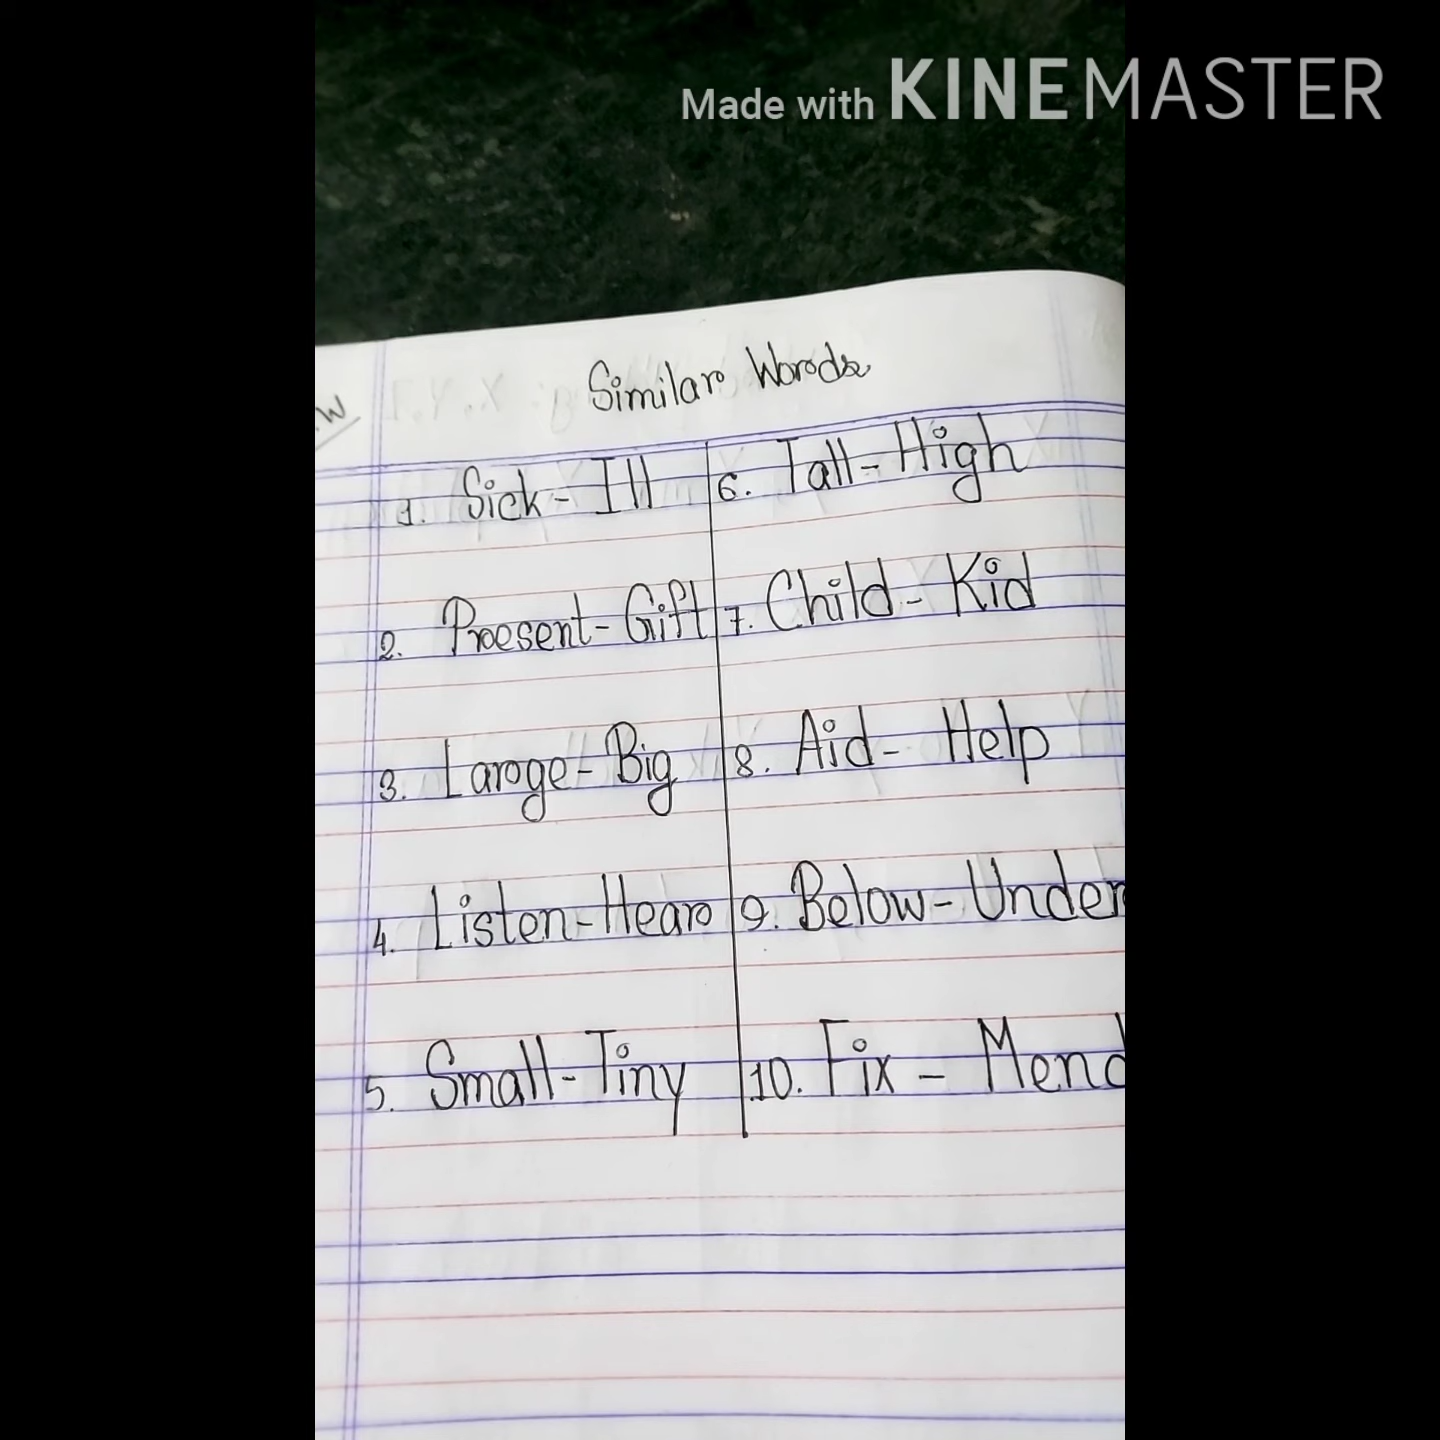 Made with KINEMASTER
Similar Words
.W
1. Sick - Ill
2. Present - Gift
3. Large - Big
4. Listen - Hear
5. Small - Tiny
6. Tall - High
7. Child - Kid
8. Aid - Help
9. Below - Under
10. Fix - Mend